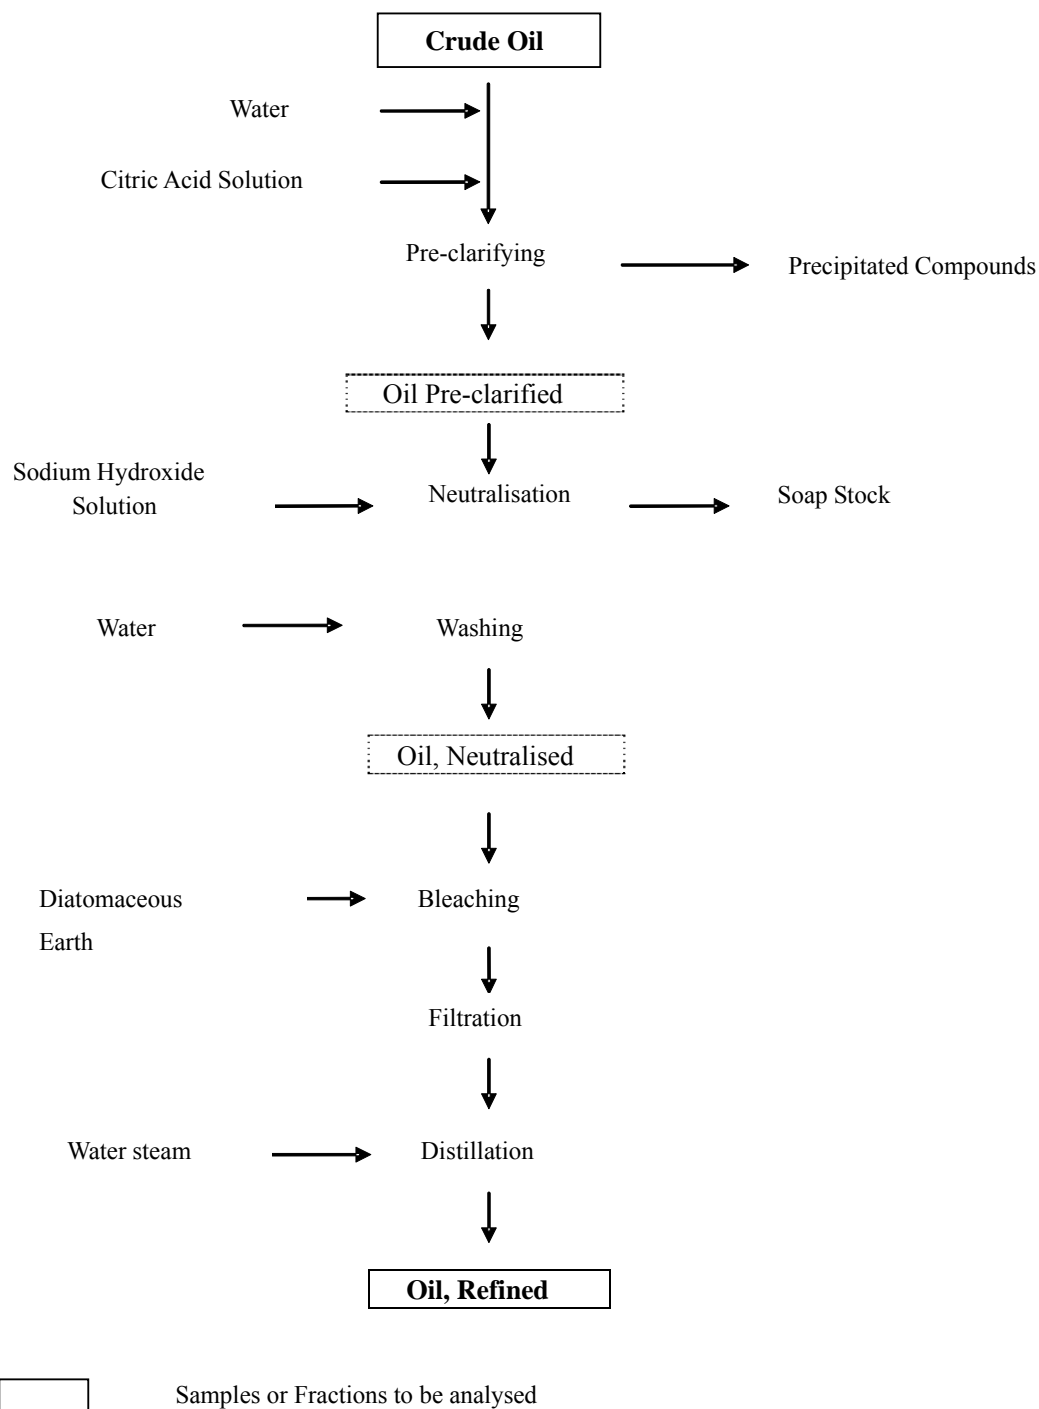 Crude Oil
Water
Citric Acid Solution
Pre-clarifying
Precipitated Compounds
Oil Pre-clarified
Sodium Hydroxide
Solution
Neutralisation
Soap Stock
Water
Washing
Oil, Neutralised
Diatomaceous
Earth
Bleaching
Filtration
Water steam
Distillation
Oil, Refined
Samples or Fractions to be analysed